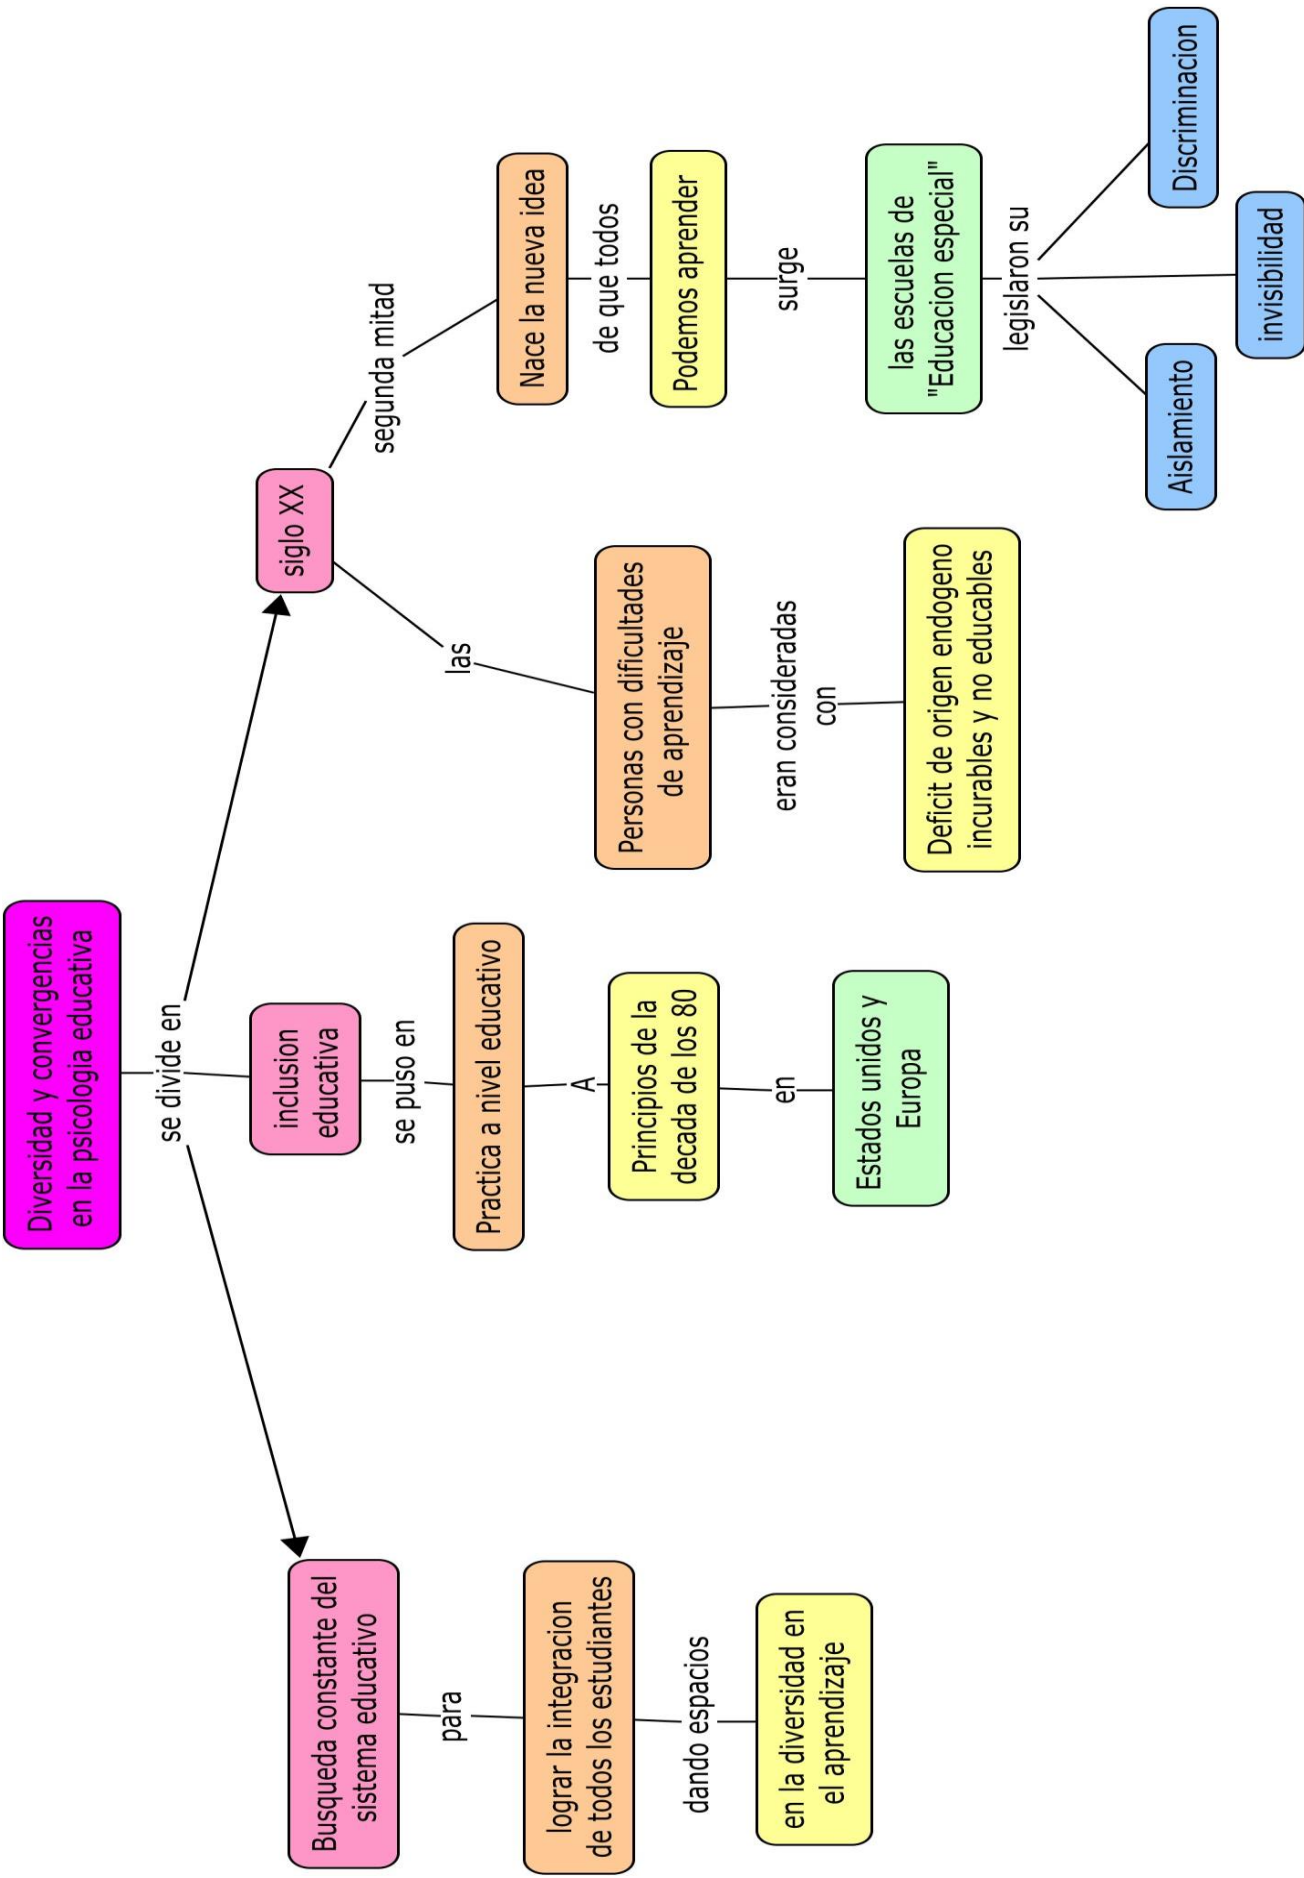 Diversidad y convergencias
en la psicologia educativa
se divide en
Busqueda constante del
sistema educativo
para
lograr la integracion
de todos los estudiantes
dando espacios
en la diversidad en
el aprendizaje
inclusion
educativa
se puso en
Practica a nivel educativo
A
Principios de la
decada de los 80
en
Estados unidos y
Europa
siglo XX
las
Personas con dificultades
de aprendizaje
eran consideradas
con
Deficit de origen endogeno
incurables y no educables
segunda mitad
Nace la nueva idea
de que todos
Podemos aprender
surge
las escuelas de
"Educacion especial"
legislaron su
Aislamiento
invisibilidad
Discriminacion